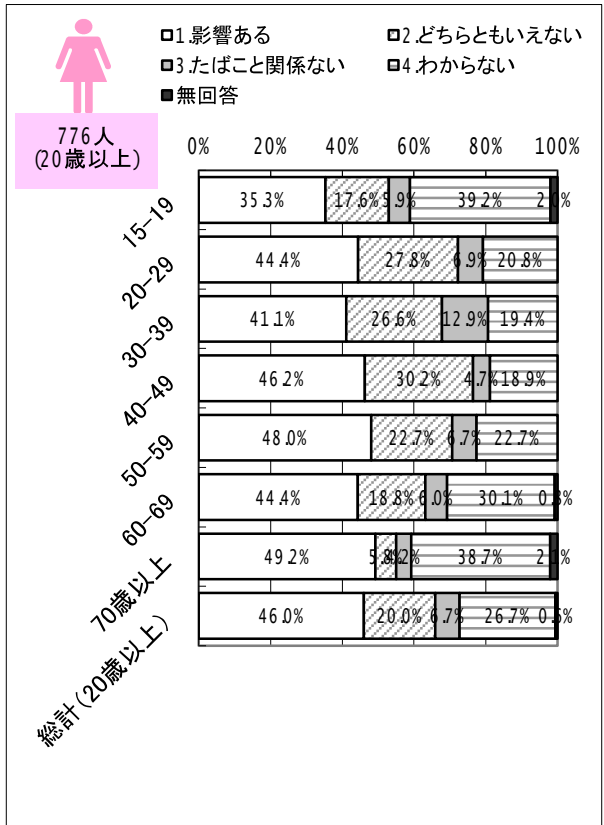 □1.影響ある
2.どちらともいえない
3.たばこと関係ない
4.わからない
無回答
776人
(20歳以上)
0% 20% 40% 60% 80% 100%
15-19 35.3% 17.6% 5.9% 39.2% 2.0%
20-29 44.4% 27.8% 6.9% 20.8%
30-39 41.1% 26.6% 12.9% 19.4%
40-49 46.2% 30.2% 4.7% 18.9%
50-59 48.0% 22.7% 6.7% 22.7%
60-69 44.4% 18.8% 6.0% 30.1% 0.8%
70歳以上 49.2% 5.8% 4.2% 38.7% 2.1%
総計(20歳以上) 46.0% 20.0% 6.7% 26.7% 0.6%